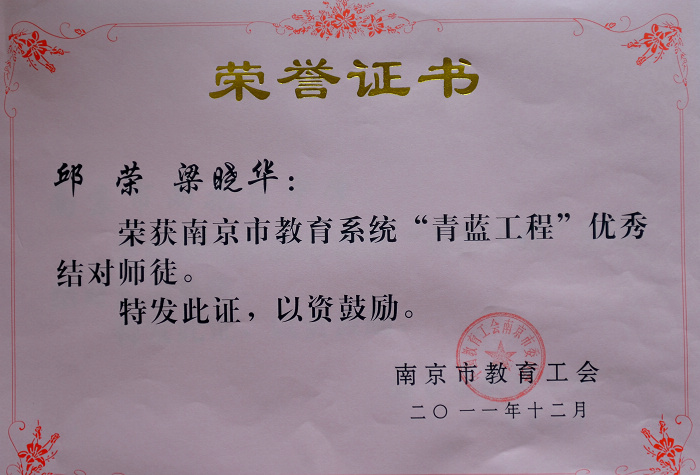 荣誉证书
邱 荣 梁晓华：
荣获南京市教育系统“青蓝工程”优秀
结对师徒。
特发此证，以资鼓励。
南京市教育工会
二〇一一年十二月